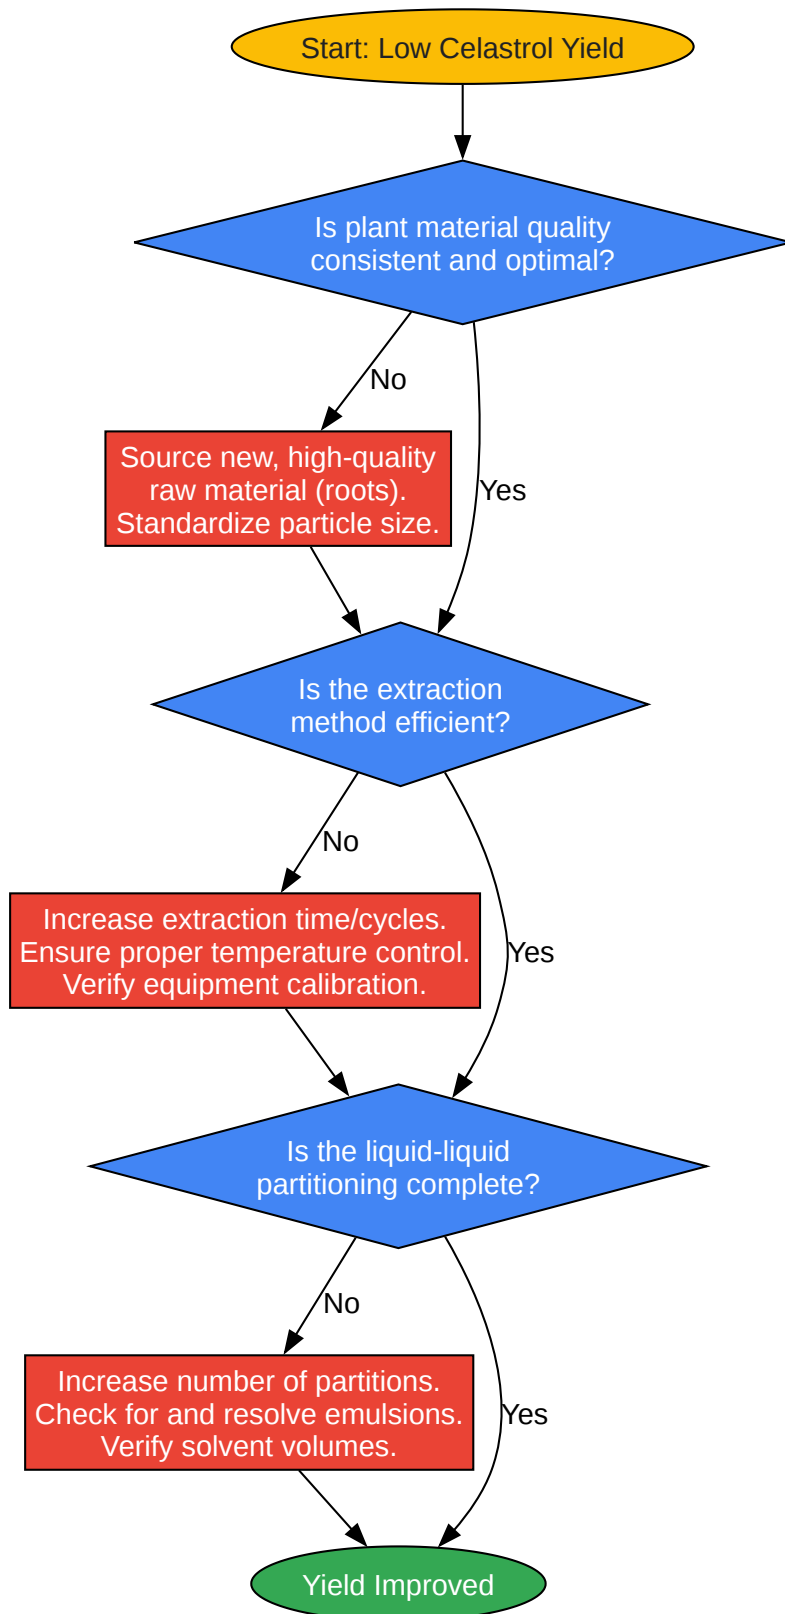 Start: Low Celastrol Yield
Is plant material quality
consistent and optimal?
No
Source new, high-quality
raw material (roots).
Standardize particle size.
Yes
Is the extraction
method efficient?
No
Increase extraction time/cycles.
Ensure proper temperature control.
Verify equipment calibration.
Yes
Is the liquid-liquid
partitioning complete?
No
Increase number of partitions.
Check for and resolve emulsions.
Verify solvent volumes.
Yes
Yield Improved